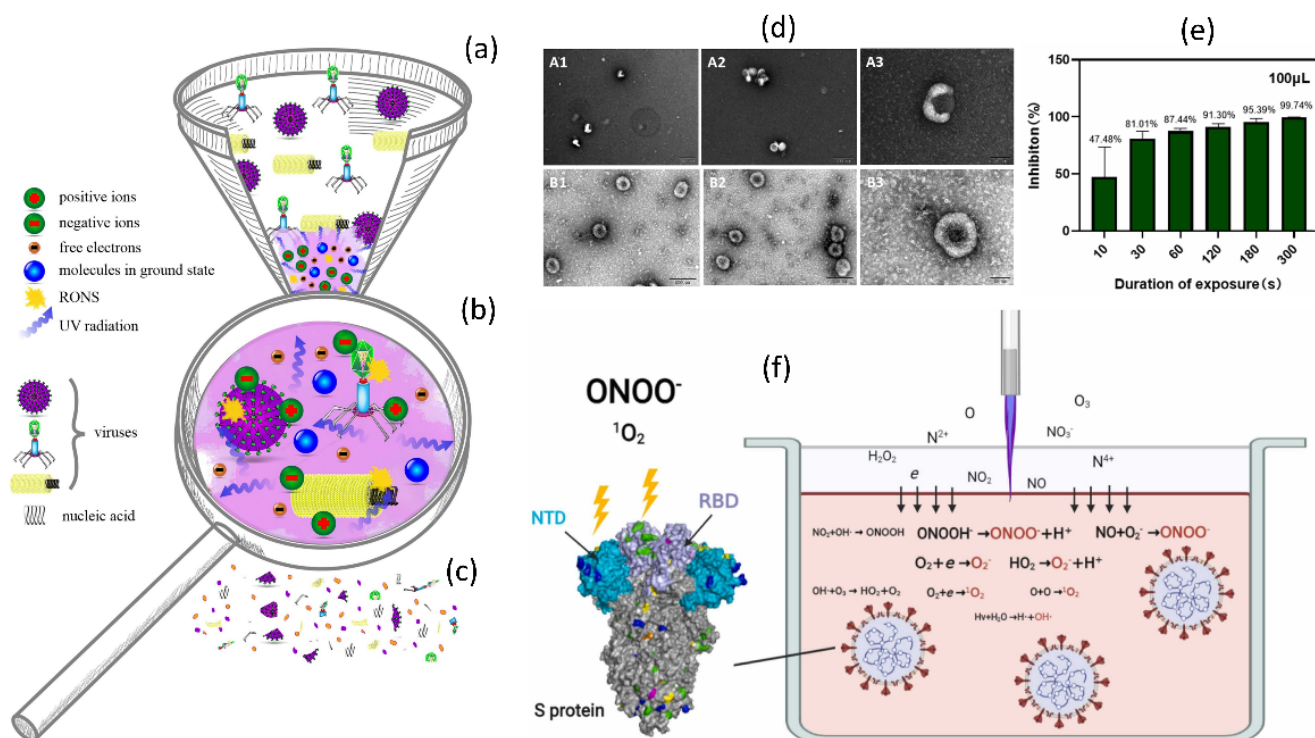 (a)
positive ions
negative ions
free electrons
molecules in ground state
RONS
UV radiation
viruses
nucleic acid
(b)
(c)
(d)
A1
A2
A3
B1
B2
B3
(e)
150
100
50
0
Inhibiton(%)
100μL
47.48%
81.01%
87.44%
91.30%
95.39%
99.74%
10
30
60
120
180
300
Duration of exposure(s)
(f)
ONOO⁻
¹O₂
NTD
RBD
S protein
O
O₃
N²⁺
NO₃⁻
H₂O₂
N⁴⁺
e
NO₂
NO
NO₂+OH· → ONOOH
ONOOH⁻→ONOO⁻+H⁺
NO+O₂⁻→ONOO⁻
O₂+e→O₂⁻
HO₂→O₂⁻+H⁺
OH·+O₃→HO₂+O₂
O₂+e→¹O₂
O+O→¹O₂
Hv+H₂O→H·+OH·